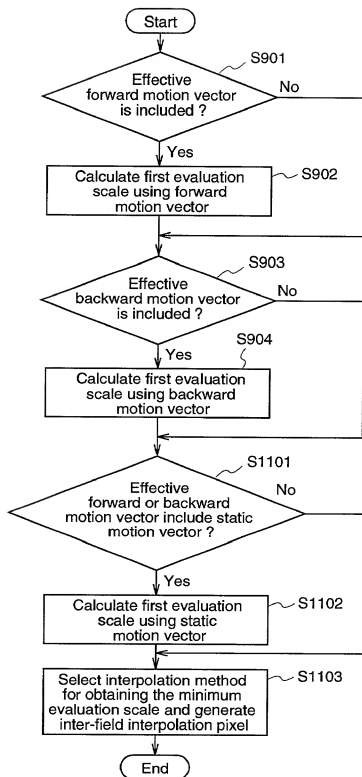 Start
S901
Effective
forward motion vector
is included ?
No
Yes
Calculate first evaluation
scale using forward
motion vector
S902
S903
Effective
backward motion vector
is included ?
No
Yes
S904
Calculate first evaluation
scale using backward
motion vector
S1101
Effective
forward or backward
motion vector include static
motion vector ?
No
Yes
Calculate first evaluation
scale using static
motion vector
S1102
Select interpolation method
for obtaining the minimum
evaluation scale and generate
inter-field interpolation pixel
S1103
End